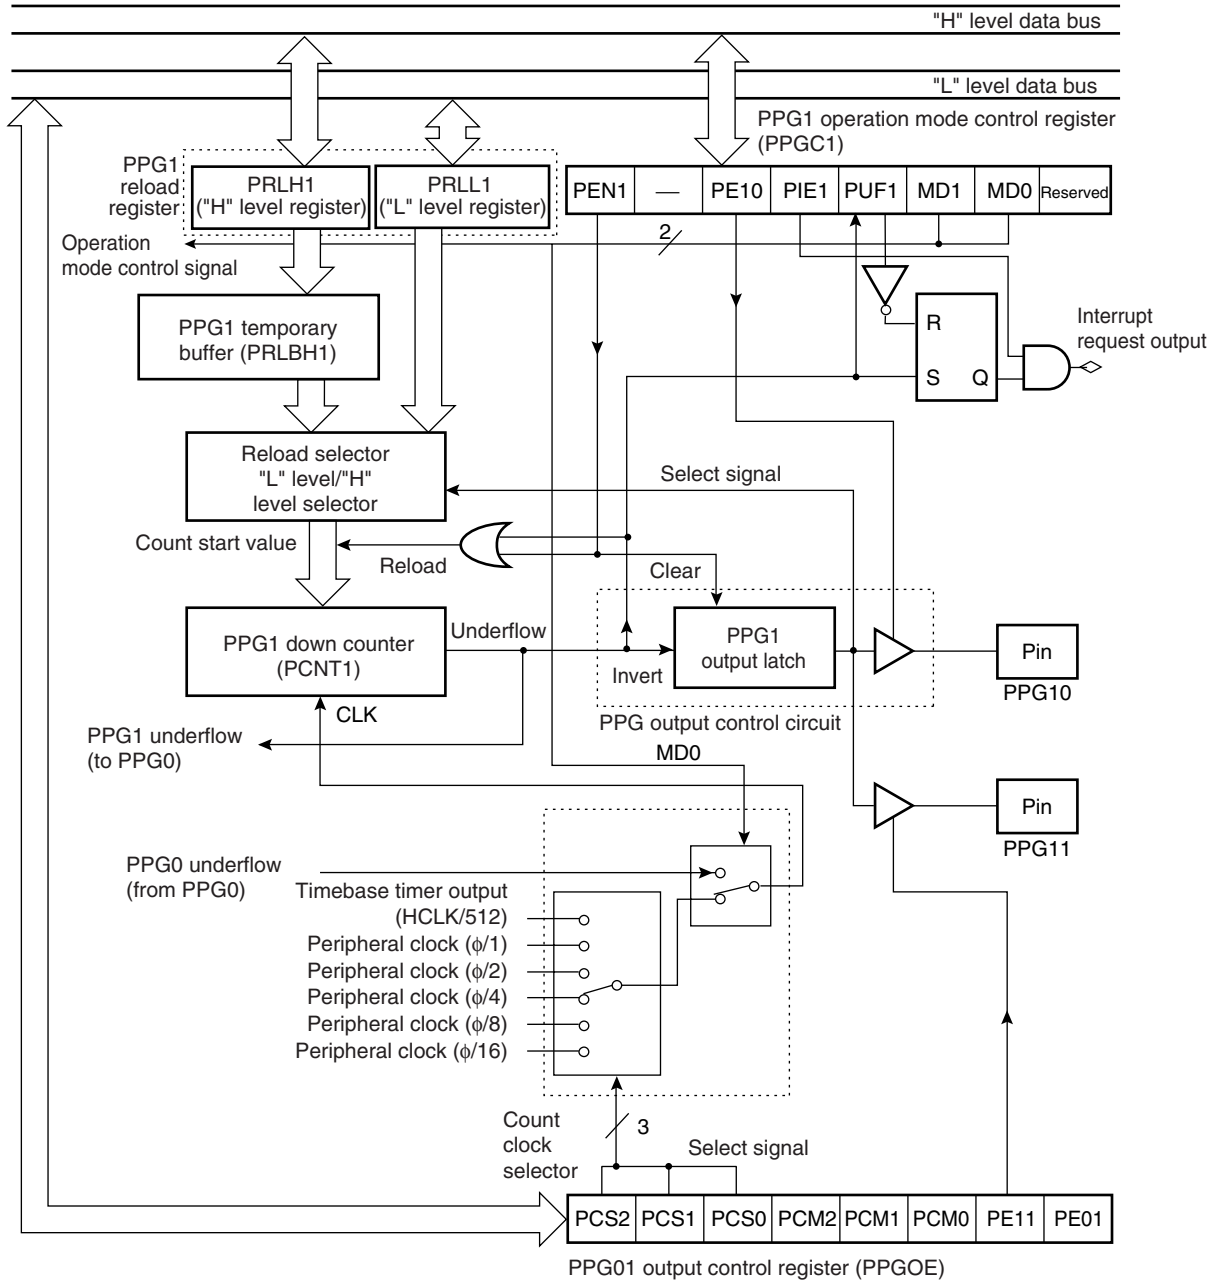 "H" level data bus
"L" level data bus
PPG1 operation mode control register
(PPGC1)
PPG1
reload
register
PRLH1
("H" level register)
PRLL1
("L" level register)
PEN1
—
PE10
PIE1
PUF1
MD1
MD0
Reserved
Operation
mode control signal
2
PPG1 temporary
buffer (PRLBH1)
R
S
Q
Interrupt
request output
Reload selector
"L" level/"H"
level selector
Select signal
Count start value
Reload
Clear
PPG1 down counter
(PCNT1)
Underflow
Invert
PPG1
output latch
Pin
PPG10
CLK
PPG output control circuit
PPG1 underflow
(to PPG0)
MD0
Pin
PPG11
PPG0 underflow
(from PPG0)
Timebase timer output
(HCLK/512)
Peripheral clock (ϕ/1)
Peripheral clock (ϕ/2)
Peripheral clock (ϕ/4)
Peripheral clock (ϕ/8)
Peripheral clock (ϕ/16)
Count
clock
selector
3
Select signal
PCS2
PCS1
PCS0
PCM2
PCM1
PCM0
PE11
PE01
PPG01 output control register (PPGOE)